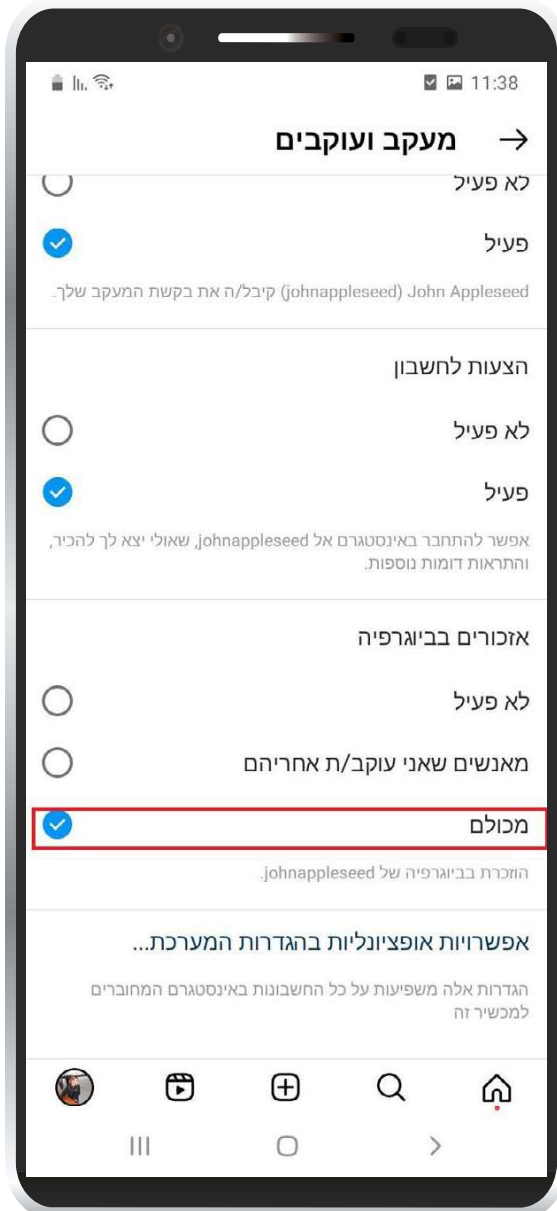 11:38
מעקב ועוקבים
לא פעיל
פעיל
John Appleseed (johnappleseed) קיבל/ה את בקשת המעקב שלך.
הצעות לחשבון
לא פעיל
פעיל
אפשר להתחבר באינסטגרם אל johnappleseed, שאולי יצא לך להכיר,
והתראות דומות נוספות.
אזכורים בביוגרפיה
לא פעיל
מאנשים שאני עוקב/ת אחריהם
מכולם
הוזכרת בביוגרפיה של johnappleseed.
אפשרויות אופציונליות בהגדרות המערכת...
הגדרות אלה משפיעות על כל החשבונות באינסטגרם המחוברים
למכשיר זה